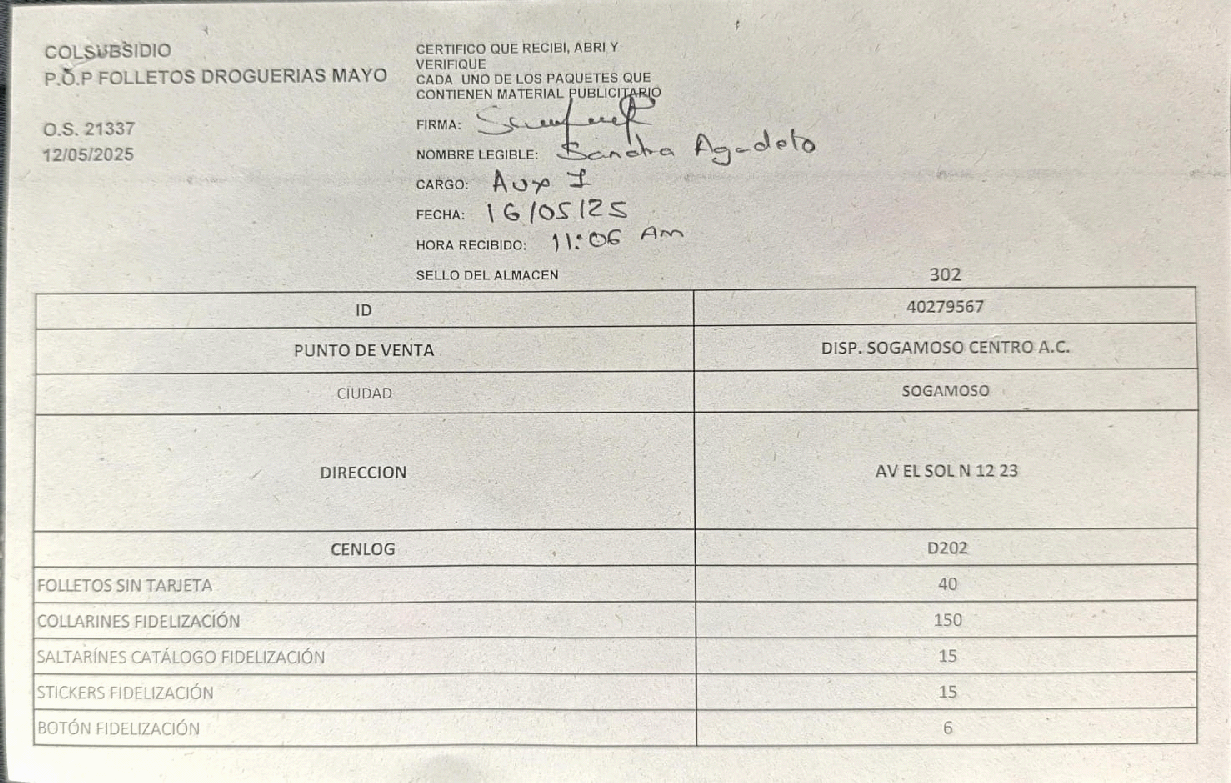 COLSUBSIDIO
P.O.P FOLLETOS DROGUERIAS MAYO
O.S. 21337
12/05/2025
CERTIFICO QUE RECIBI, ABRI Y
VERIFIQUE
CADA UNO DE LOS PAQUETES QUE
CONTIENEN MATERIAL PUBLICITARIO
FIRMA:
NOMBRE LEGIBLE: Sandra Agudelo
CARGO: Aux I
FECHA: 16/05/25
HORA RECIBIDO: 11:06 AM
SELLO DEL ALMACEN 302
ID 40279567
PUNTO DE VENTA DISP. SOGAMOSO CENTRO A.C.
CIUDAD SOGAMOSO
DIRECCION AV EL SOL N 12 23
CENLOG D202
FOLLETOS SIN TARJETA 40
COLLARINES FIDELIZACIÓN 150
SALTARINES CATÁLOGO FIDELIZACIÓN 15
STICKERS FIDELIZACIÓN 15
BOTÓN FIDELIZACIÓN 6